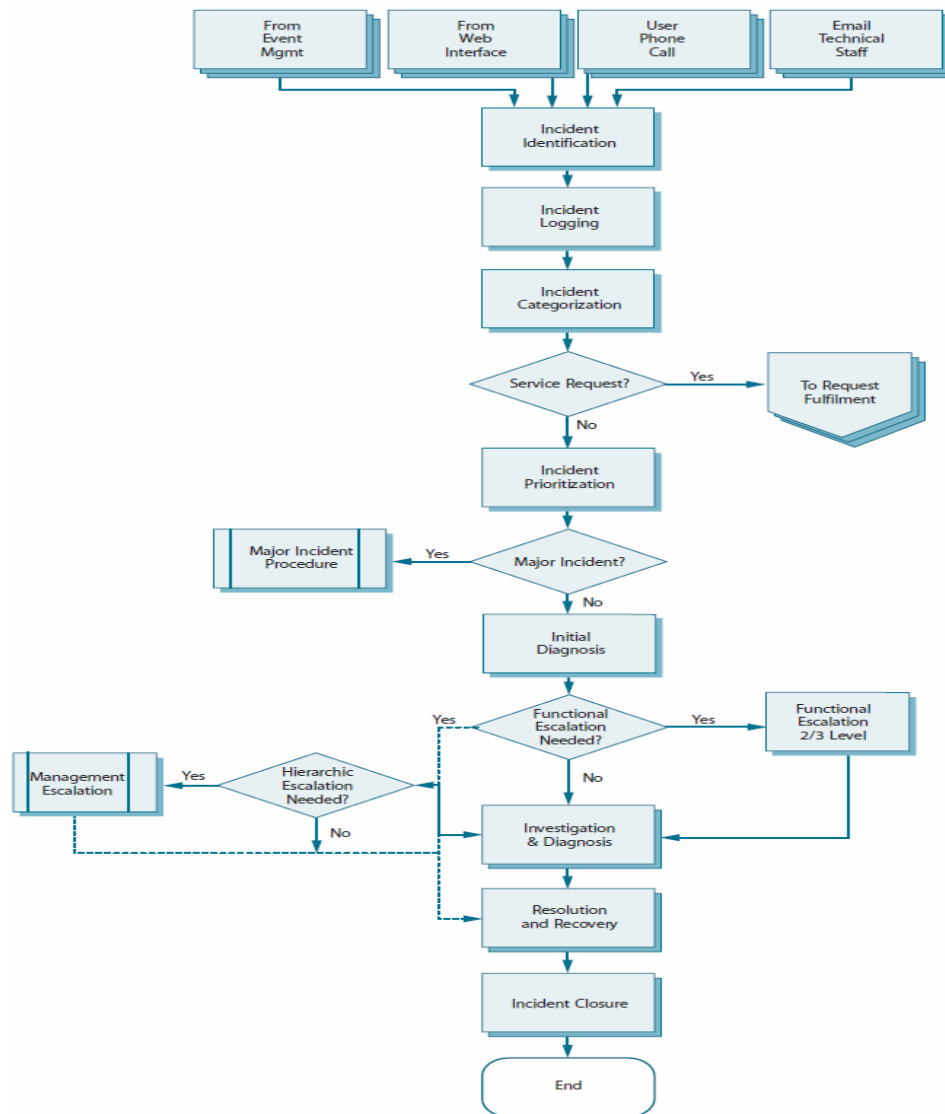 From
Event
Mgmt
From
Web
Interface
User
Phone
Call
Email
Technical
Staff
Incident
Identification
Incident
Logging
Incident
Categorization
Service Request?
Yes
To Request
Fulfilment
No
Incident
Prioritization
Major Incident
Procedure
Yes
Major Incident?
No
Initial
Diagnosis
Yes
Functional
Escalation
Needed?
Yes
Functional
Escalation
2/3 Level
Management
Escalation
Yes
Hierarchic
Escalation
Needed?
No
No
Investigation
& Diagnosis
Resolution
and Recovery
Incident Closure
End